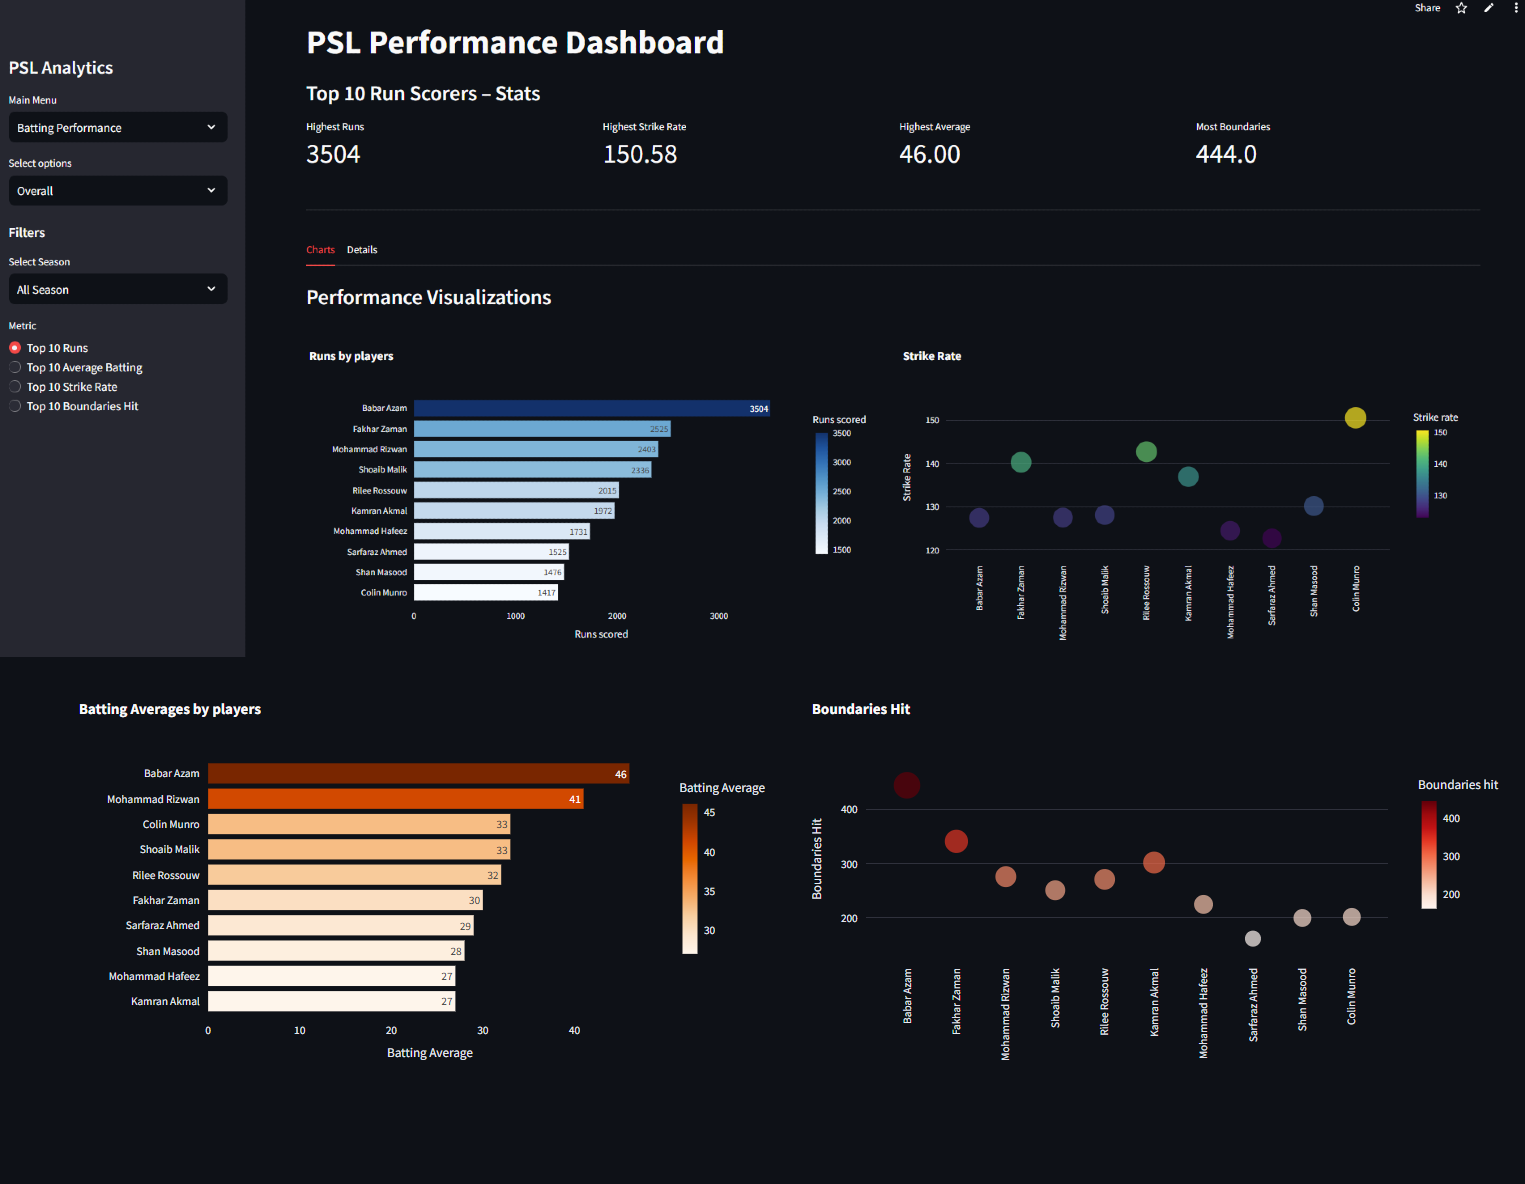 Share
PSL Analytics
Main Menu
Batting Performance
Select options
Overall
Filters
Select Season
All Season
Metric
Top 10 Runs
Top 10 Average Batting
Top 10 Strike Rate
Top 10 Boundaries Hit
PSL Performance Dashboard
Top 10 Run Scorers – Stats
Highest Runs
3504
Highest Strike Rate
150.58
Highest Average
46.00
Most Boundaries
444.0
Charts Details
Performance Visualizations
Runs by players
Babar Azam 3504
Fakhar Zaman 2525
Mohammad Rizwan 2403
Shoaib Malik 2336
Rilee Rossouw 2015
Kamran Akmal 1972
Mohammad Hafeez 1731
Sarfaraz Ahmed 1525
Shan Masood 1476
Colin Munro 1417
0 1000 2000 3000
Runs scored
Runs scored
3500
3000
2500
2000
1500
Strike Rate
Strike Rate
150
140
130
120
Babar Azam
Fakhar Zaman
Mohammad Rizwan
Shoaib Malik
Rilee Rossouw
Kamran Akmal
Mohammad Hafeez
Sarfaraz Ahmed
Shan Masood
Colin Munro
Strike rate
150
140
130
Batting Averages by players
Babar Azam 46
Mohammad Rizwan 41
Colin Munro 33
Shoaib Malik 33
Rilee Rossouw 32
Fakhar Zaman 30
Sarfaraz Ahmed 29
Shan Masood 28
Mohammad Hafeez 27
Kamran Akmal 27
0 10 20 30 40
Batting Average
Batting Average
45
40
35
30
Boundaries Hit
Boundaries Hit
400
300
200
Babar Azam
Fakhar Zaman
Mohammad Rizwan
Shoaib Malik
Rilee Rossouw
Kamran Akmal
Mohammad Hafeez
Sarfaraz Ahmed
Shan Masood
Colin Munro
Boundaries hit
400
300
200